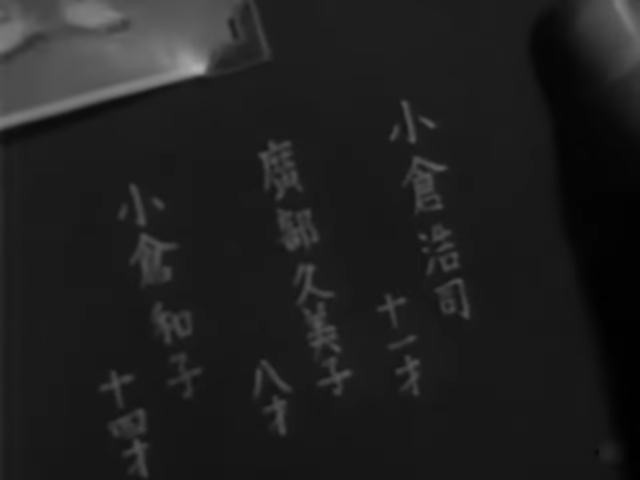 小倉浩司
十一才
廣部久美子
八才
小倉和子
十四才